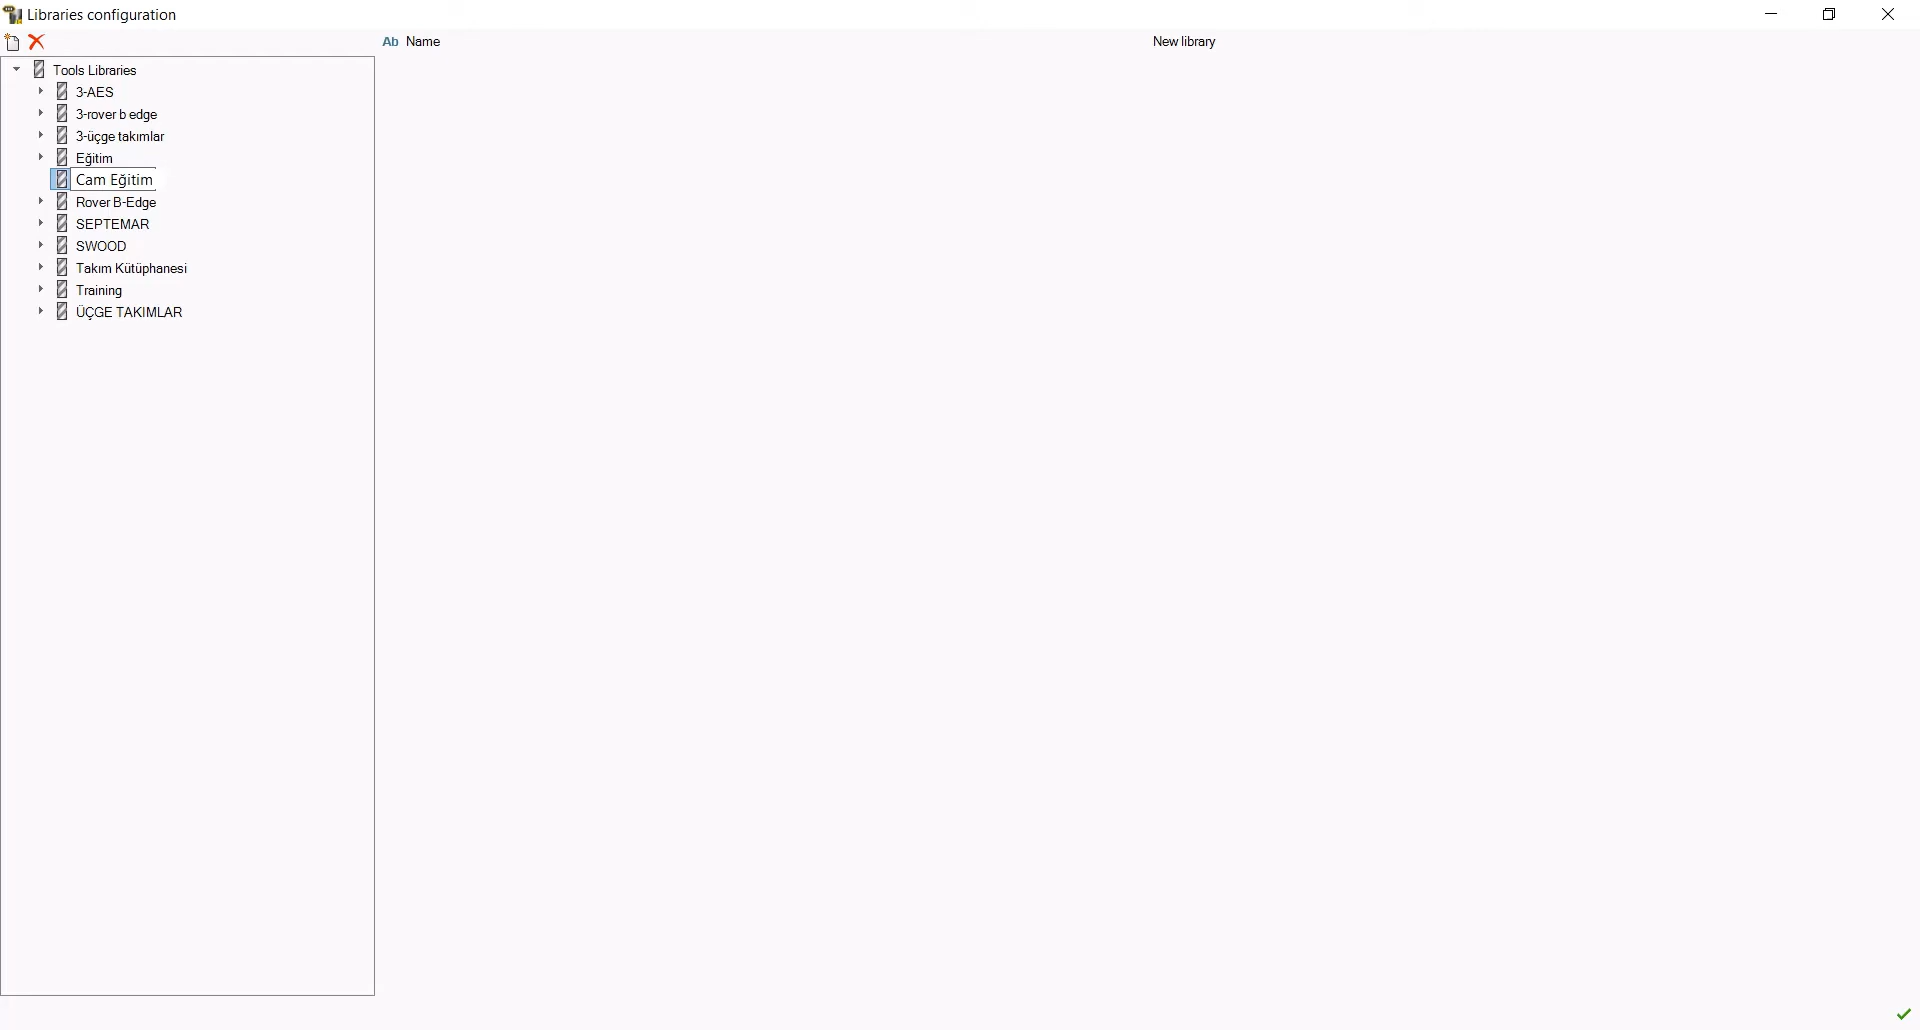 Libraries configuration
Ab Name New library
Tools Libraries
3-AES
3-rover b edge
3-üçge takımlar
Eğitim
Cam Eğitim
Rover B-Edge
SEPTEMAR
SWOOD
Takım Kütüphanesi
Training
ÜÇGE TAKIMLAR